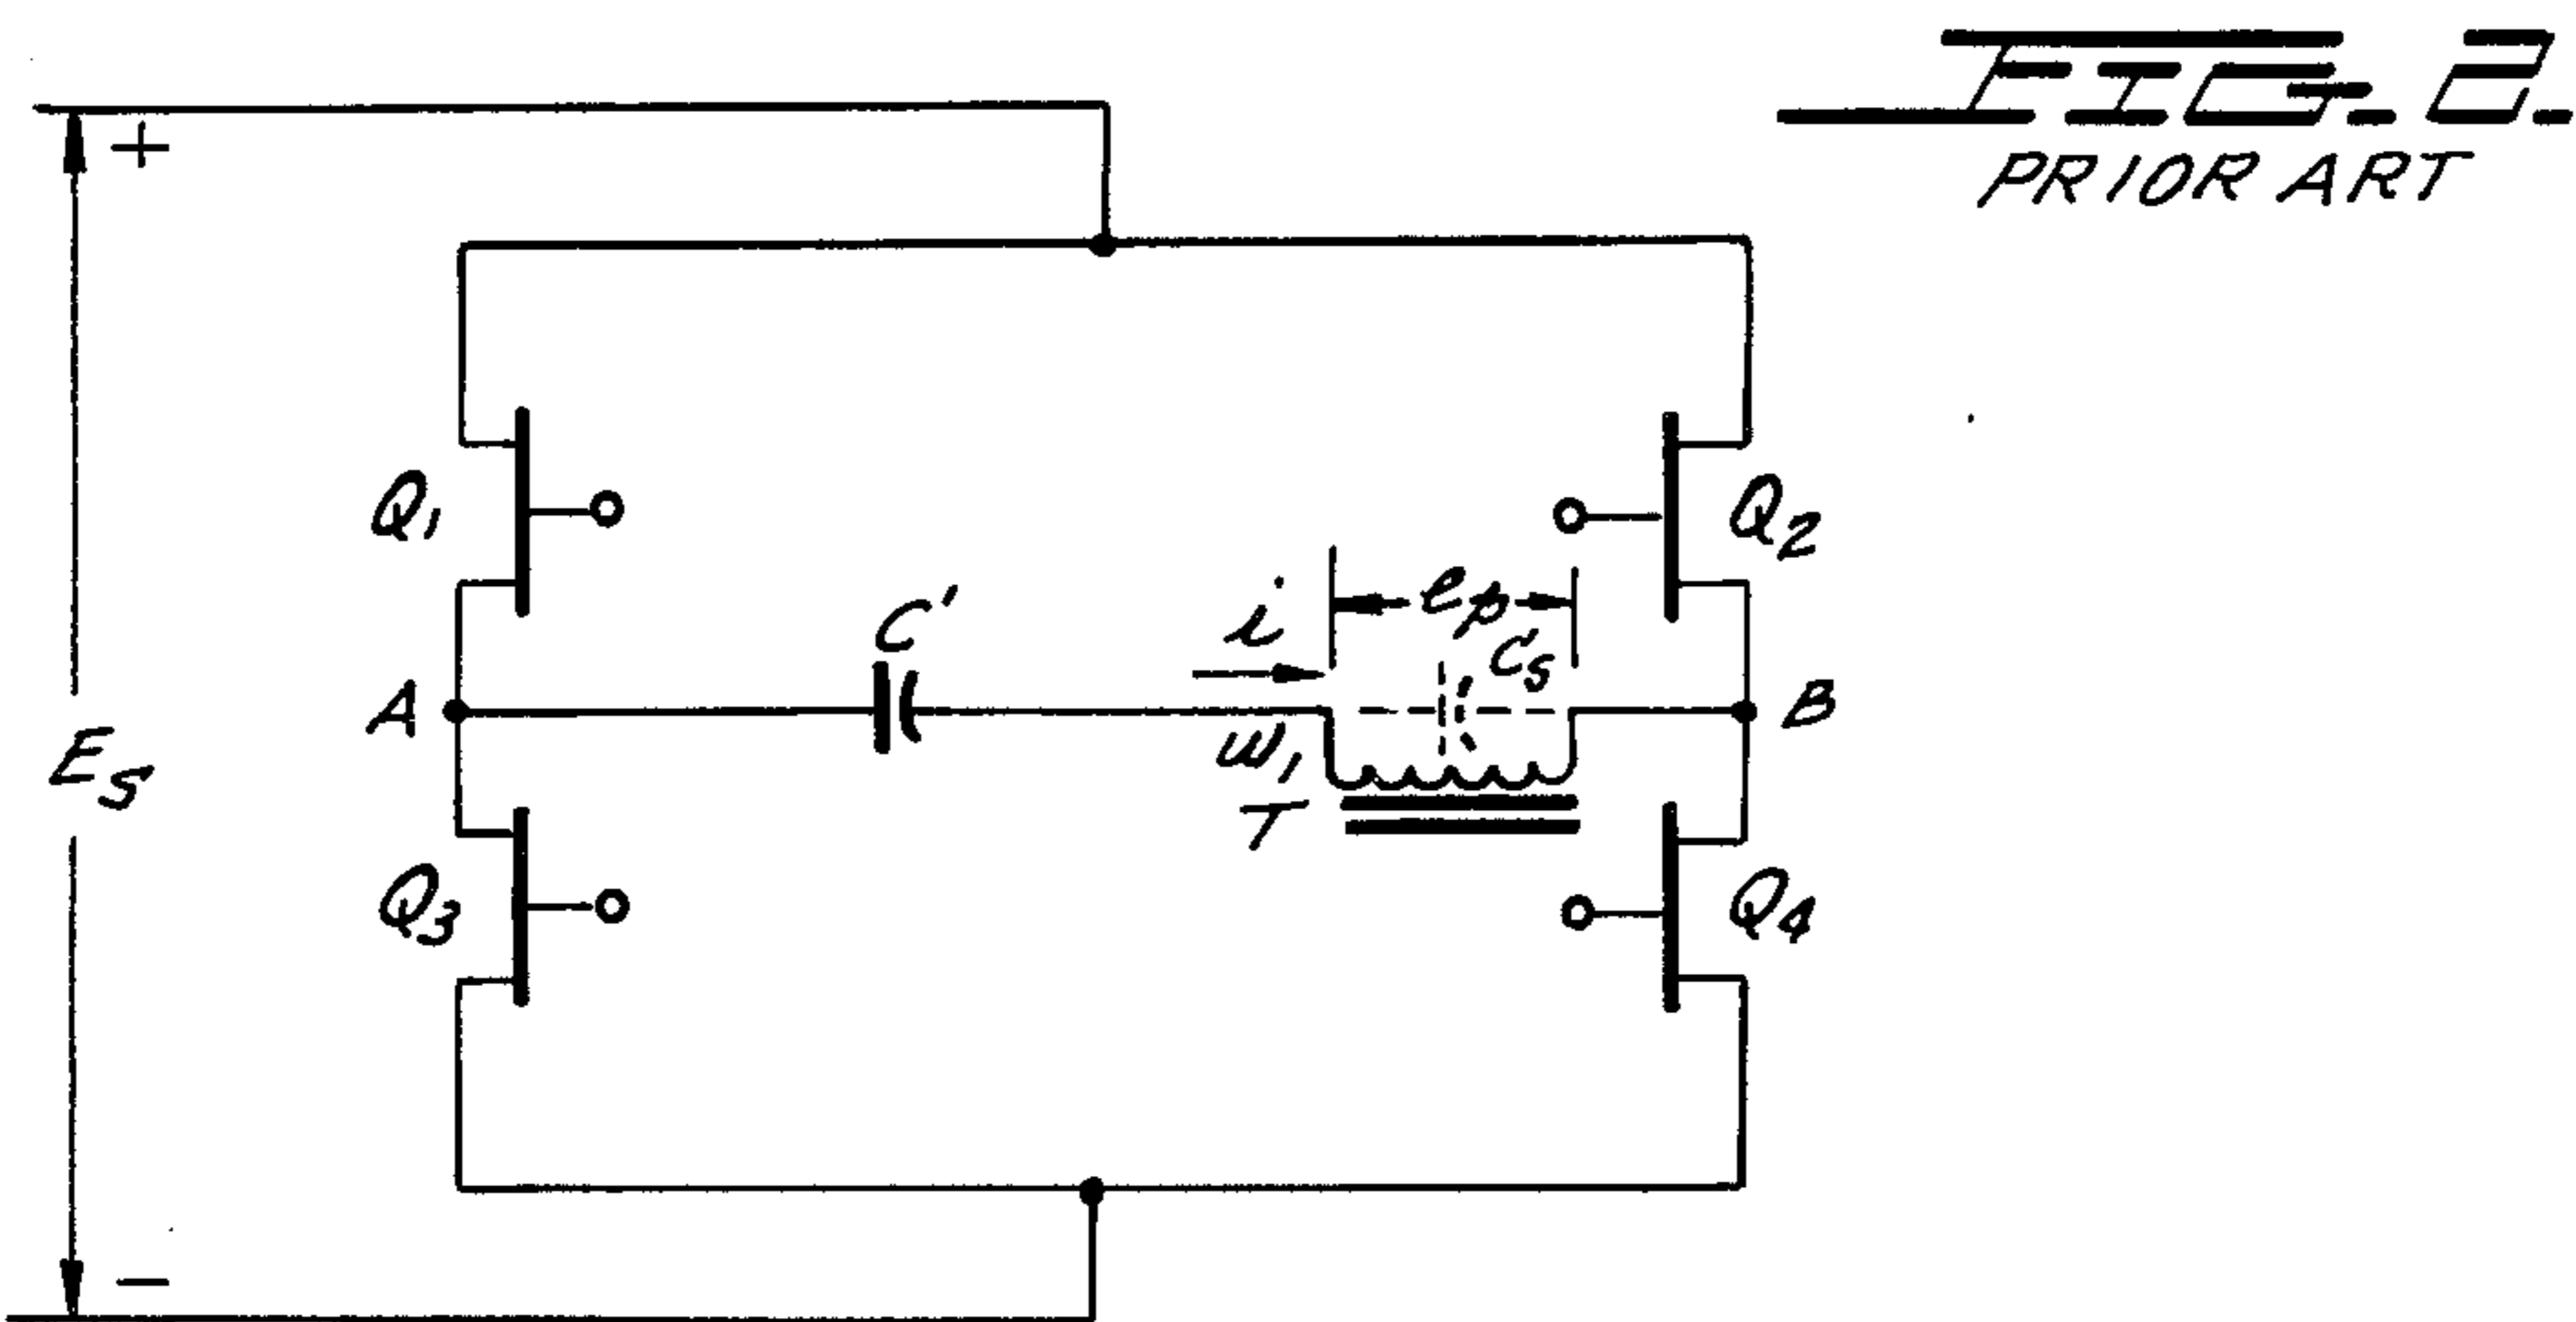 FIG. 2.
PRIOR ART
+
Q1
Q2
ep
C'
i
Cs
A
B
w1
Es
T
Q3
Q4
−